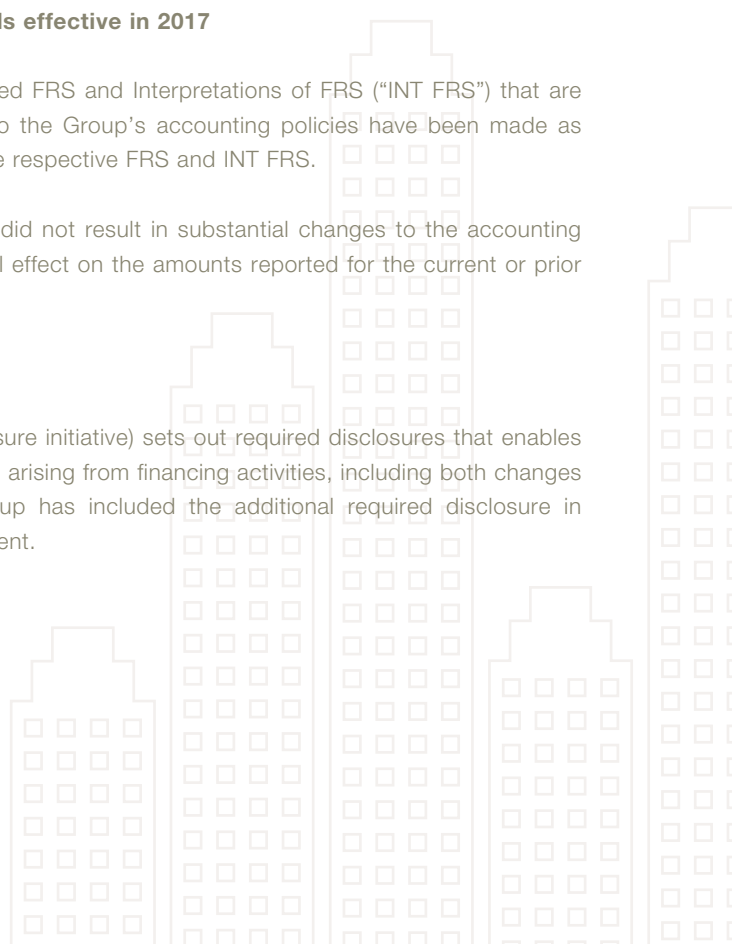 ls effective in 2017
ed FRS and Interpretations of FRS (“INT FRS”) that are
o the Group’s accounting policies have been made as
e respective FRS and INT FRS.
did not result in substantial changes to the accounting
l effect on the amounts reported for the current or prior
sure initiative) sets out required disclosures that enables
arising from financing activities, including both changes
up has included the additional required disclosure in
ent.